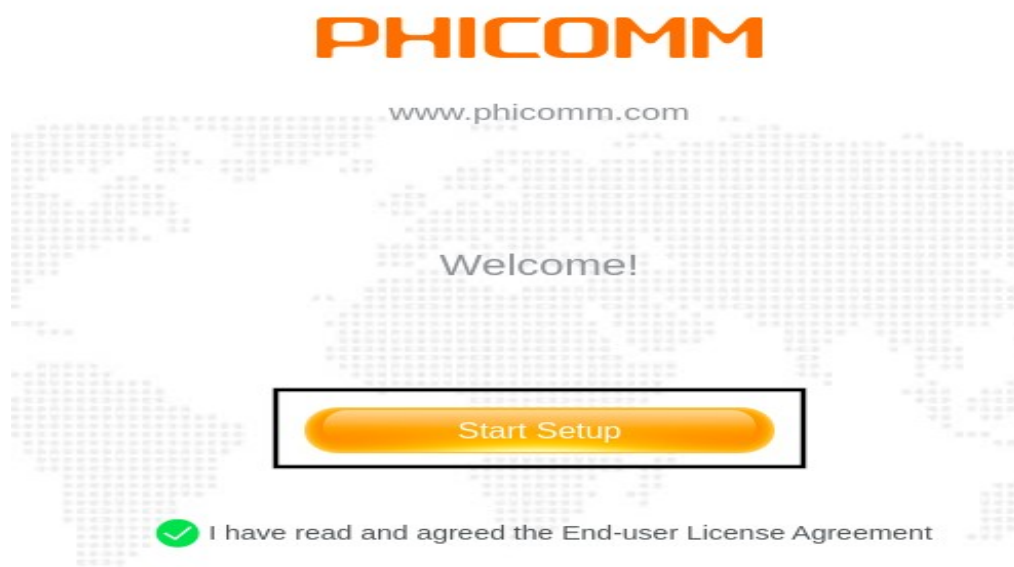 PHICOMM
www.phicomm.com
Welcome!
Start Setup
I have read and agreed the End-user License Agreement